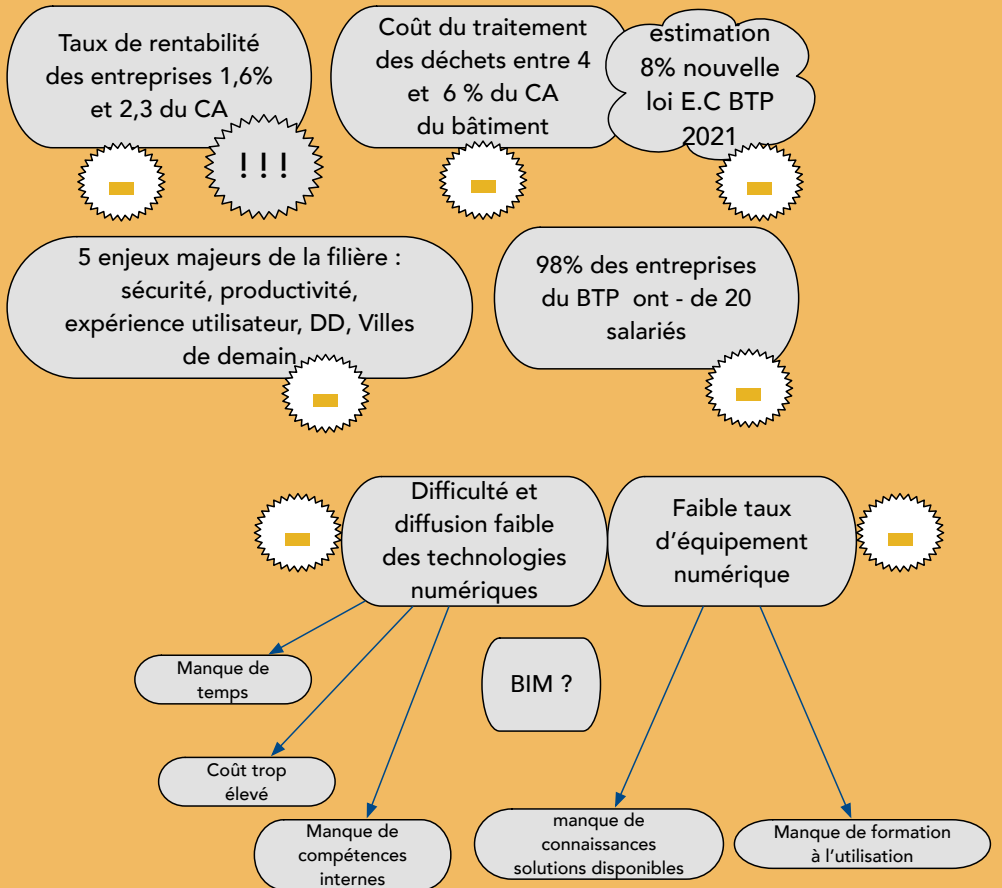 Taux de rentabilité
des entreprises 1,6%
et 2,3 du CA
! ! !
Coût du traitement
des déchets entre 4
et 6 % du CA
du bâtiment
estimation
8% nouvelle
loi E.C BTP
2021
5 enjeux majeurs de la filière :
sécurité, productivité,
expérience utilisateur, DD, Villes
de demain
98% des entreprises
du BTP ont - de 20
salariés
Difficulté et
diffusion faible
des technologies
numériques
Faible taux
d’équipement
numérique
Manque de
temps
BIM ?
Coût trop
élevé
Manque de
compétences
internes
manque de
connaissances
solutions disponibles
Manque de formation
à l’utilisation